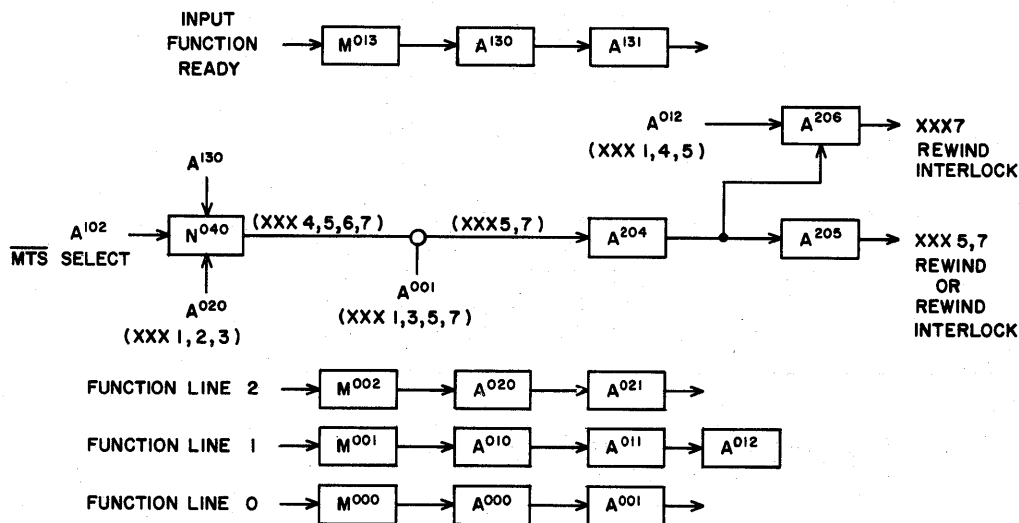 INPUT
FUNCTION
READY
M013
A130
A131
A012
(XXX 1,4,5)
A206
XXX7
REWIND
INTERLOCK
A130
A102
MTS SELECT
N040
(XXX 4,5,6,7)
(XXX5,7)
A204
A205
XXX 5,7
REWIND
OR
REWIND
INTERLOCK
A020
(XXX 1,2,3)
A001
(XXX 1,3,5,7)
FUNCTION LINE 2
M002
A020
A021
FUNCTION LINE 1
M001
A010
A011
A012
FUNCTION LINE 0
M000
A000
A001